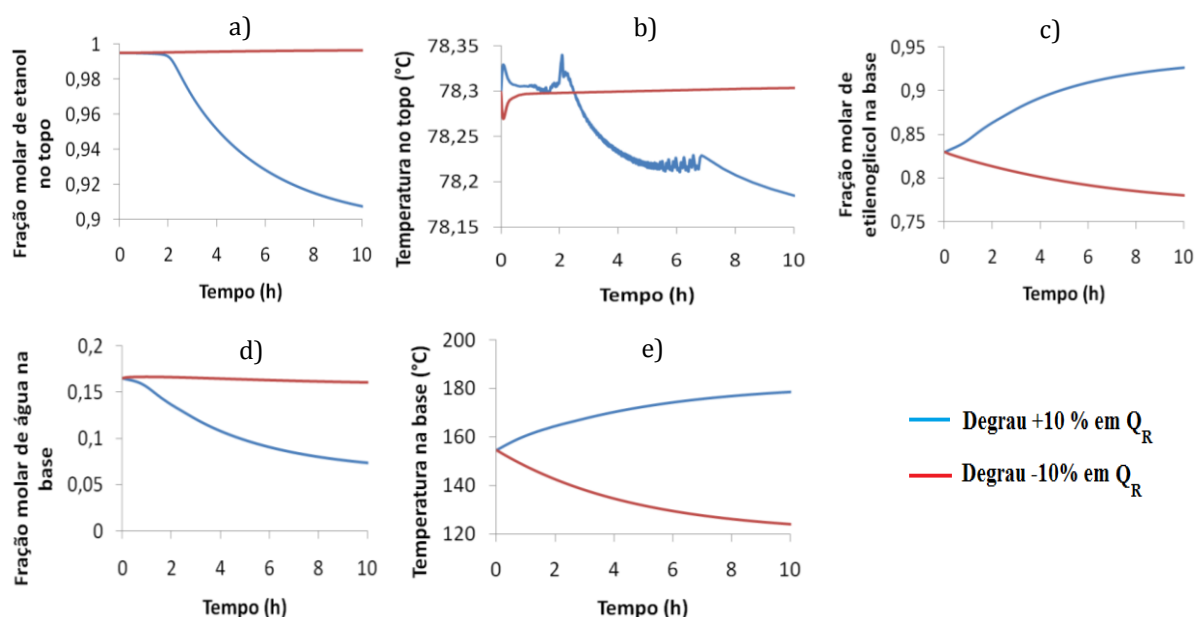 a)
Fração molar de etanol
no topo
1
0,98
0,96
0,94
0,92
0,9
0 2 4 6 8 10
Tempo (h)
b)
Temperatura no topo (°C)
78,35
78,3
78,25
78,2
78,15
0 2 4 6 8 10
Tempo (h)
c)
Fração molar de
etilenoglicol na base
0,95
0,9
0,85
0,8
0,75
0 2 4 6 8 10
Tempo (h)
d)
Fração molar de água na
base
0,2
0,15
0,1
0,05
0
0 2 4 6 8 10
Tempo (h)
e)
Temperatura na base (°C)
200
180
160
140
120
0 2 4 6 8 10
Tempo (h)
Degrau +10 % em QR
Degrau -10% em QR